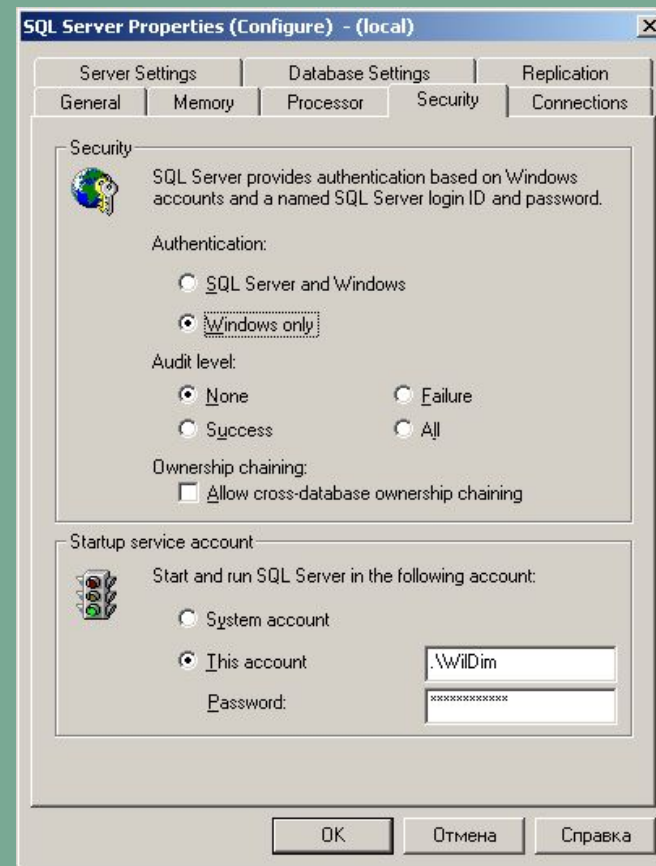 SQL Server Properties (Configure) - (local)
Server Settings
Database Settings
Replication
General
Memory
Processor
Security
Connections
Security
SQL Server provides authentication based on Windows
accounts and a named SQL Server login ID and password.
Authentication:
SQL Server and Windows
Windows only
Audit level:
None
Failure
Success
All
Ownership chaining:
Allow cross-database ownership chaining
Startup service account
Start and run SQL Server in the following account:
System account
This account
.\WilDim
Password:
************
OK
Отмена
Справка